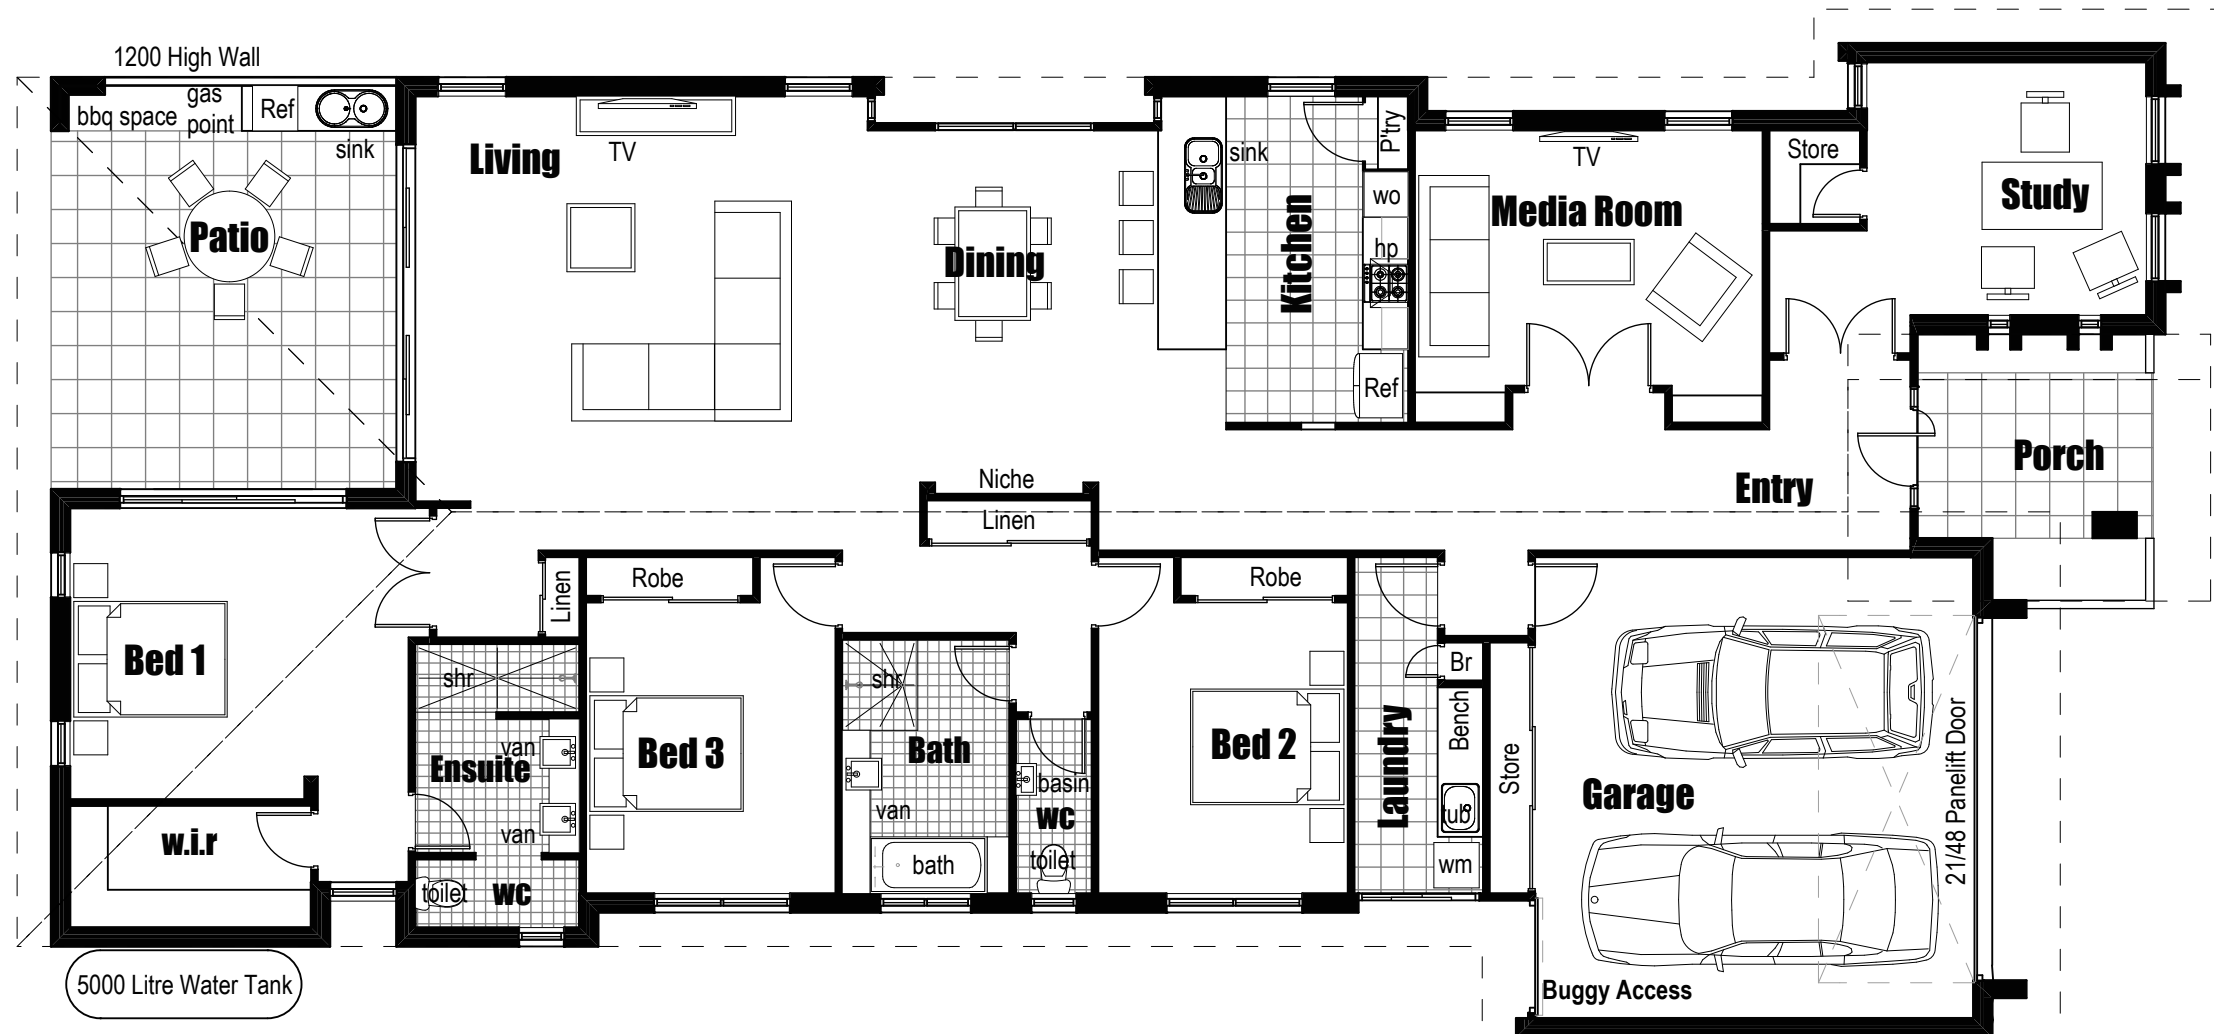 1200 High Wall
bbq space
gas
point
Ref
sink
Living
TV
sink
P'try
TV
Store
wo
Media Room
Study
Patio
Dining
Kitchen
hp
Ref
Porch
Niche
Entry
Linen
Linen
Robe
Robe
Bed 1
shr
shr
Br
van
Ensuite
Bed 3
Bath
Bed 2
Laundry
Bench
Store
21/48 Panelift Door
Garage
basin
van
van
wc
tub
w.i.r
toilet
wc
bath
toilet
wm
5000 Litre Water Tank
Buggy Access